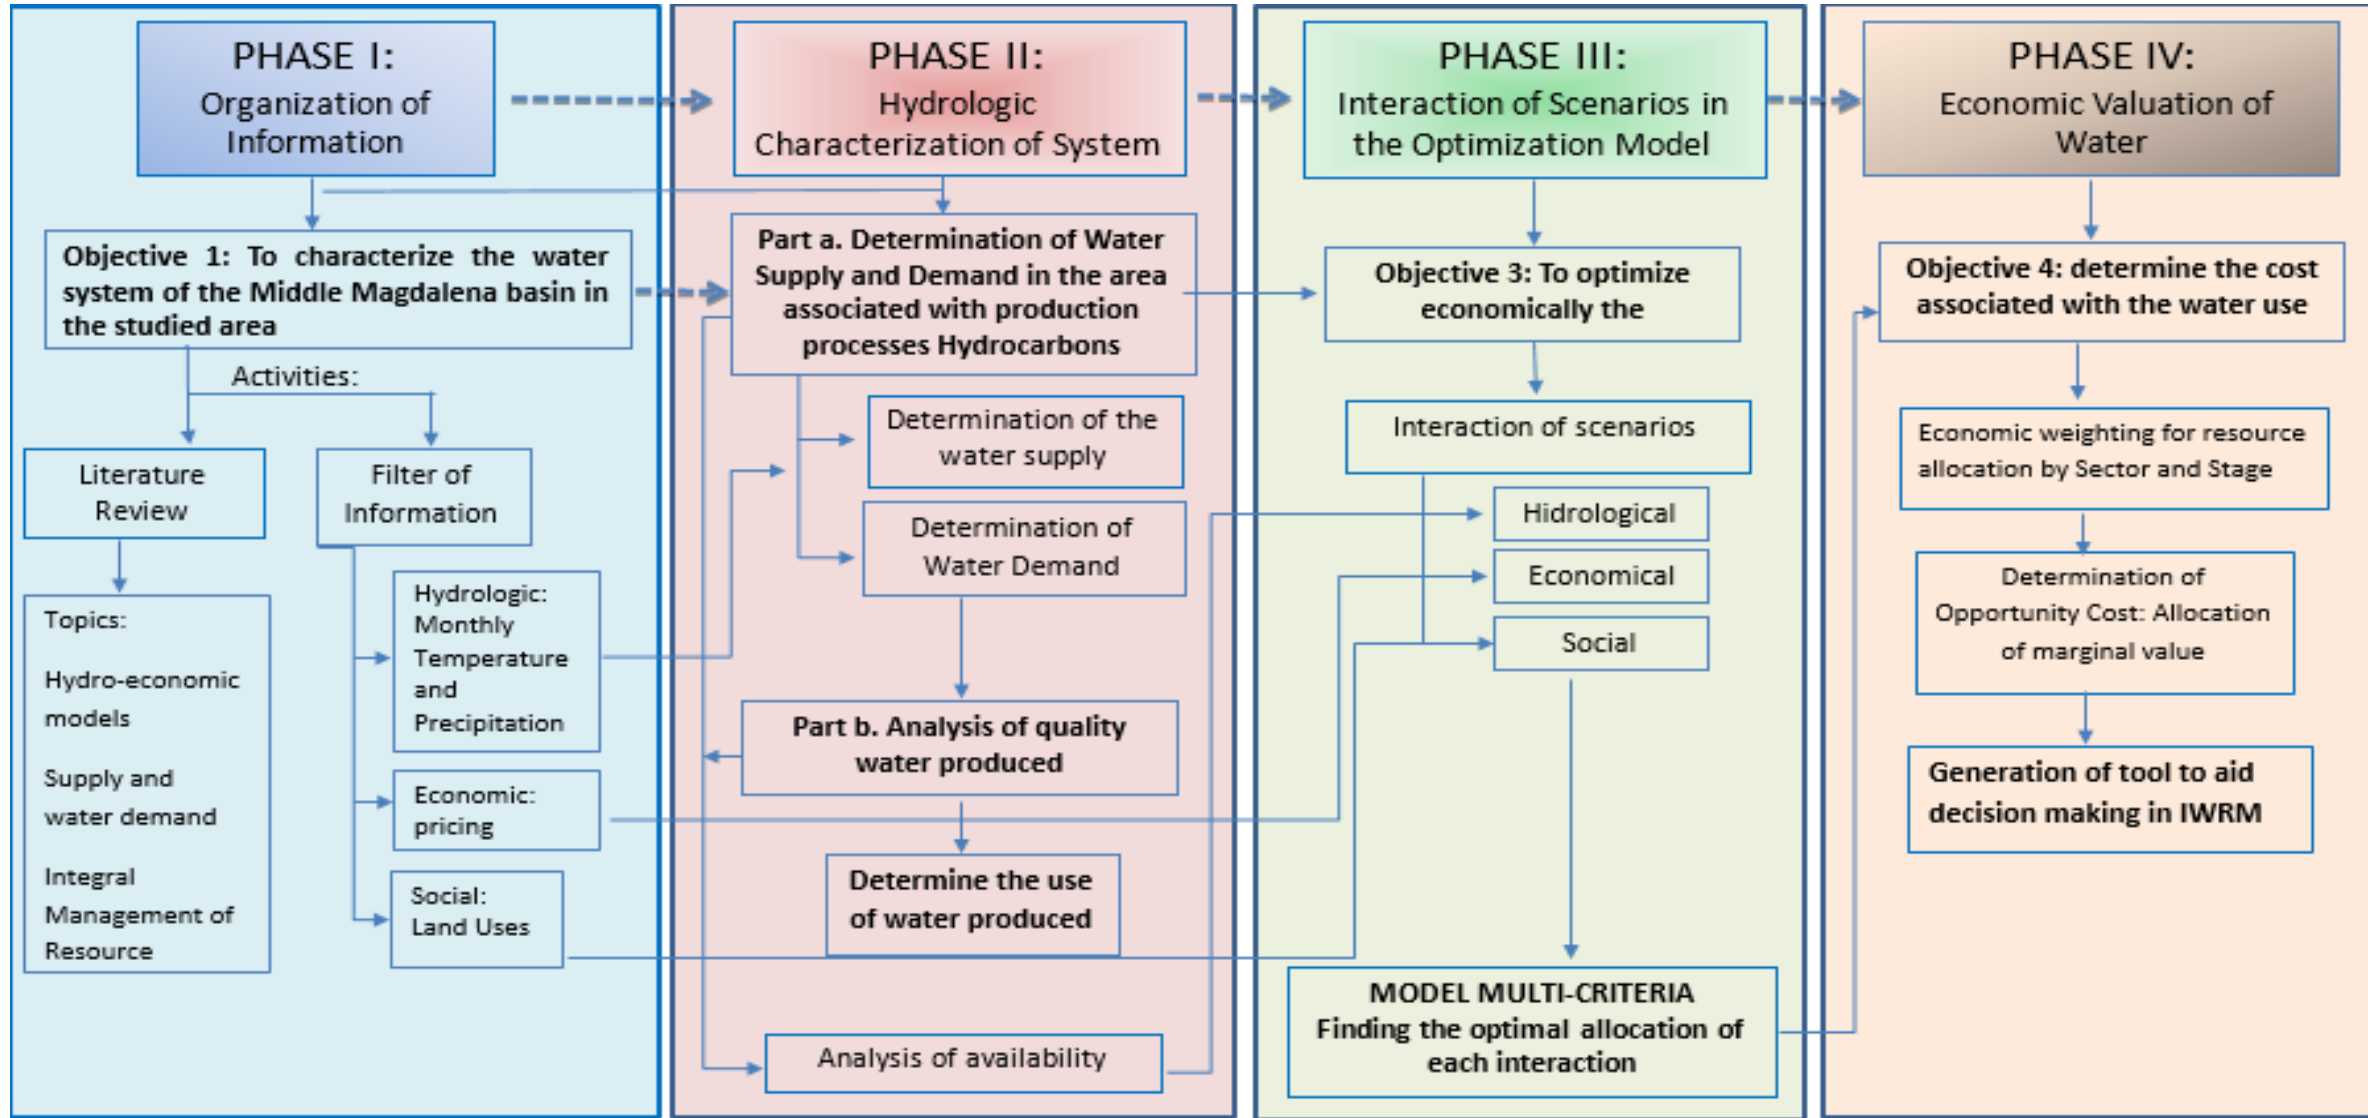 PHASE I:
Organization of
Information
Objective 1: To characterize the water
system of the Middle Magdalena basin in
the studied area
Activities:
Literature
Review
Filter of
Information
Topics:
Hydro-economic
models
Supply and
water demand
Integral
Management of
Resource
Hydrologic:
Monthly
Temperature
and
Precipitation
Economic:
pricing
Social:
Land Uses
PHASE II:
Hydrologic
Characterization of System
Part a. Determination of Water
Supply and Demand in the area
associated with production
processes Hydrocarbons
Determination of the
water supply
Determination of
Water Demand
Part b. Analysis of quality
water produced
Determine the use
of water produced
Analysis of availability
PHASE III:
Interaction of Scenarios in
the Optimization Model
Objective 3: To optimize
economically the
Interaction of scenarios
Hidrological
Economical
Social
MODEL MULTI-CRITERIA
Finding the optimal allocation of
each interaction
PHASE IV:
Economic Valuation of
Water
Objective 4: determine the cost
associated with the water use
Economic weighting for resource
allocation by Sector and Stage
Determination of
Opportunity Cost: Allocation
of marginal value
Generation of tool to aid
decision making in IWRM